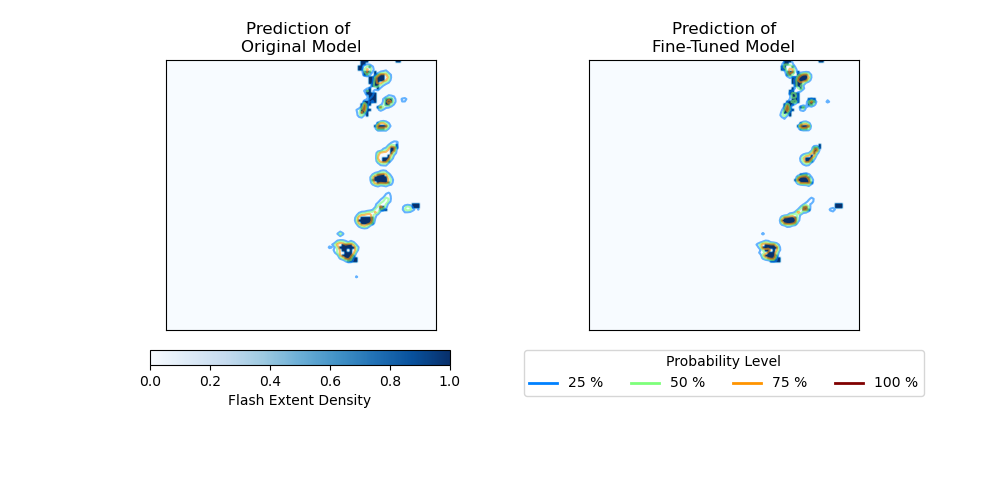 Prediction of
Original Model
Prediction of
Fine-Tuned Model
0.0 0.2 0.4 0.6 0.8 1.0
Flash Extent Density
Probability Level
25 % 50 % 75 % 100 %